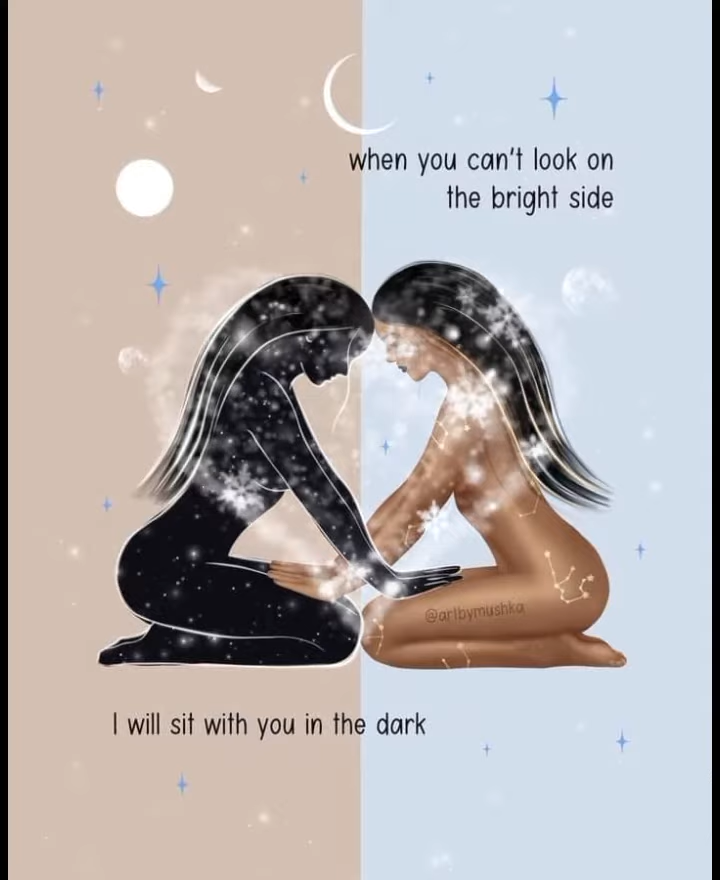 when you can't look on
the bright side
@artbymushka
I will sit with you in the dark